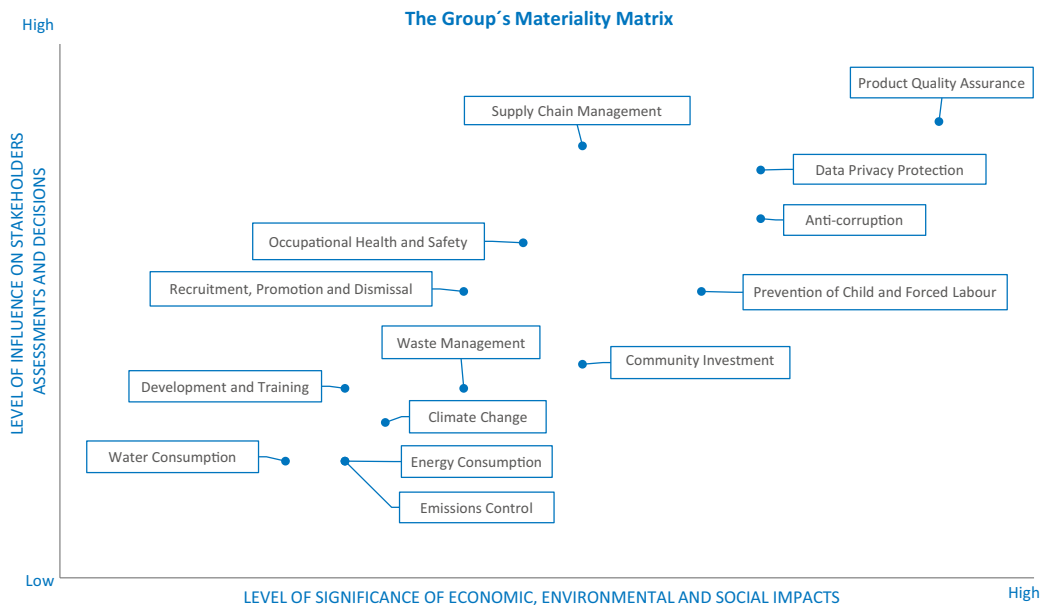 The Group´s Materiality Matrix
High
Product Quality Assurance
Supply Chain Management
Data Privacy Protection
Anti-corruption
Occupational Health and Safety
Recruitment, Promotion and Dismissal
Prevention of Child and Forced Labour
Waste Management
Community Investment
Development and Training
Climate Change
Water Consumption
Energy Consumption
Emissions Control
LEVEL OF INFLUENCE ON STAKEHOLDERS
ASSESSMENTS AND DECISIONS
Low
LEVEL OF SIGNIFICANCE OF ECONOMIC, ENVIRONMENTAL AND SOCIAL IMPACTS
High